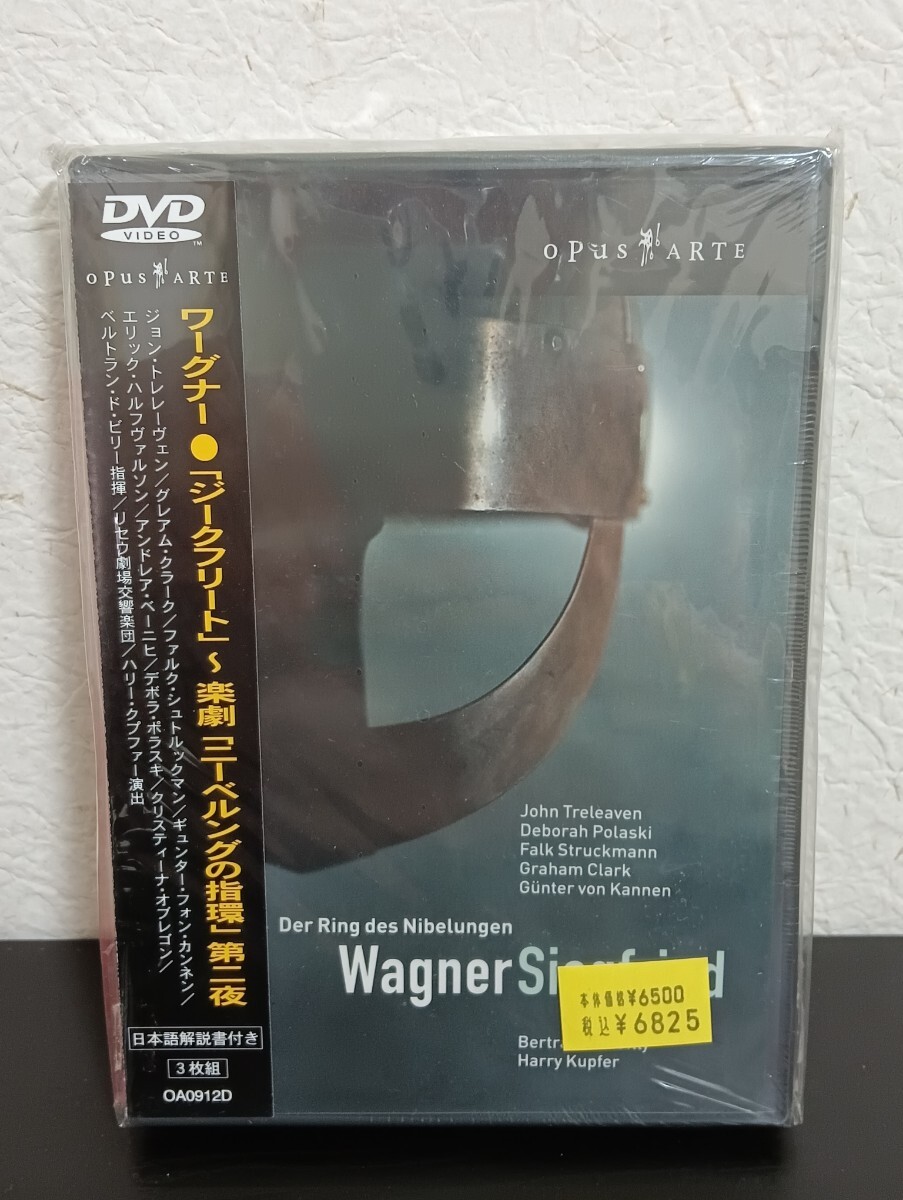 DVD
VIDEO
TM
OPUS ARTE
ワーグナー●「ジークフリート」～楽劇「ニーベルングの指環」第二夜
ジョン・トレレーヴェン/グレアム・クラーク/ファルク・シュトルックマン/ギュンター・フォン・カンネン/
エリック・ハルフヴァルソン/アンドレア・ベーニヒ/デボラ・ポラスキ/クリスティーナ・オブレゴン/
ベルトラン・ド・ビリー指揮/リセウ劇場交響楽団/ハリー・クプファー演出
日本語解説書付き
3枚組
OA0912D
OPUS ARTE
John Treleaven
Deborah Polaski
Falk Struckmann
Graham Clark
Günter von Kannen
Der Ring des Nibelungen
Wagner
本体価格¥6500
税込¥6825
Harry Kupfer